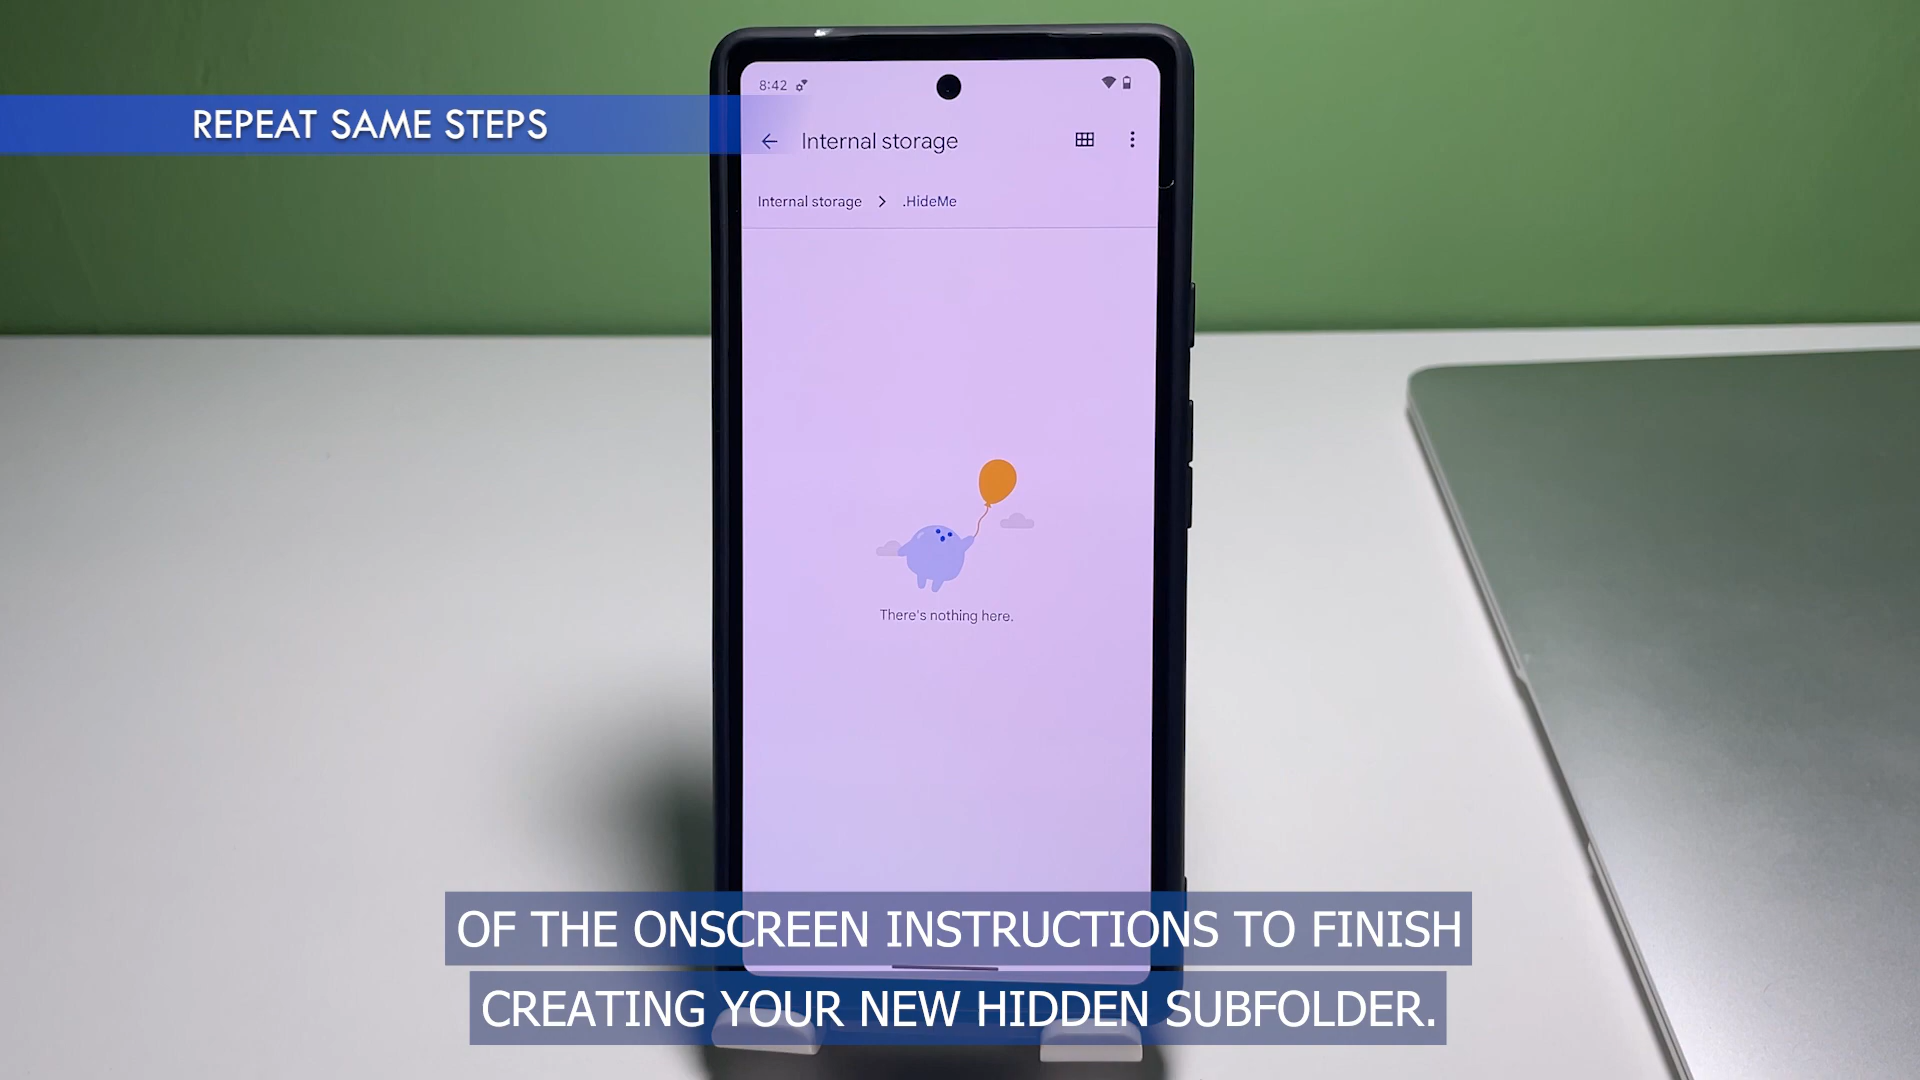 REPEAT SAME STEPS
8:42
Internal storage
Internal storage > .HideMe
There's nothing here.
OF THE ONSCREEN INSTRUCTIONS TO FINISH
CREATING YOUR NEW HIDDEN SUBFOLDER.